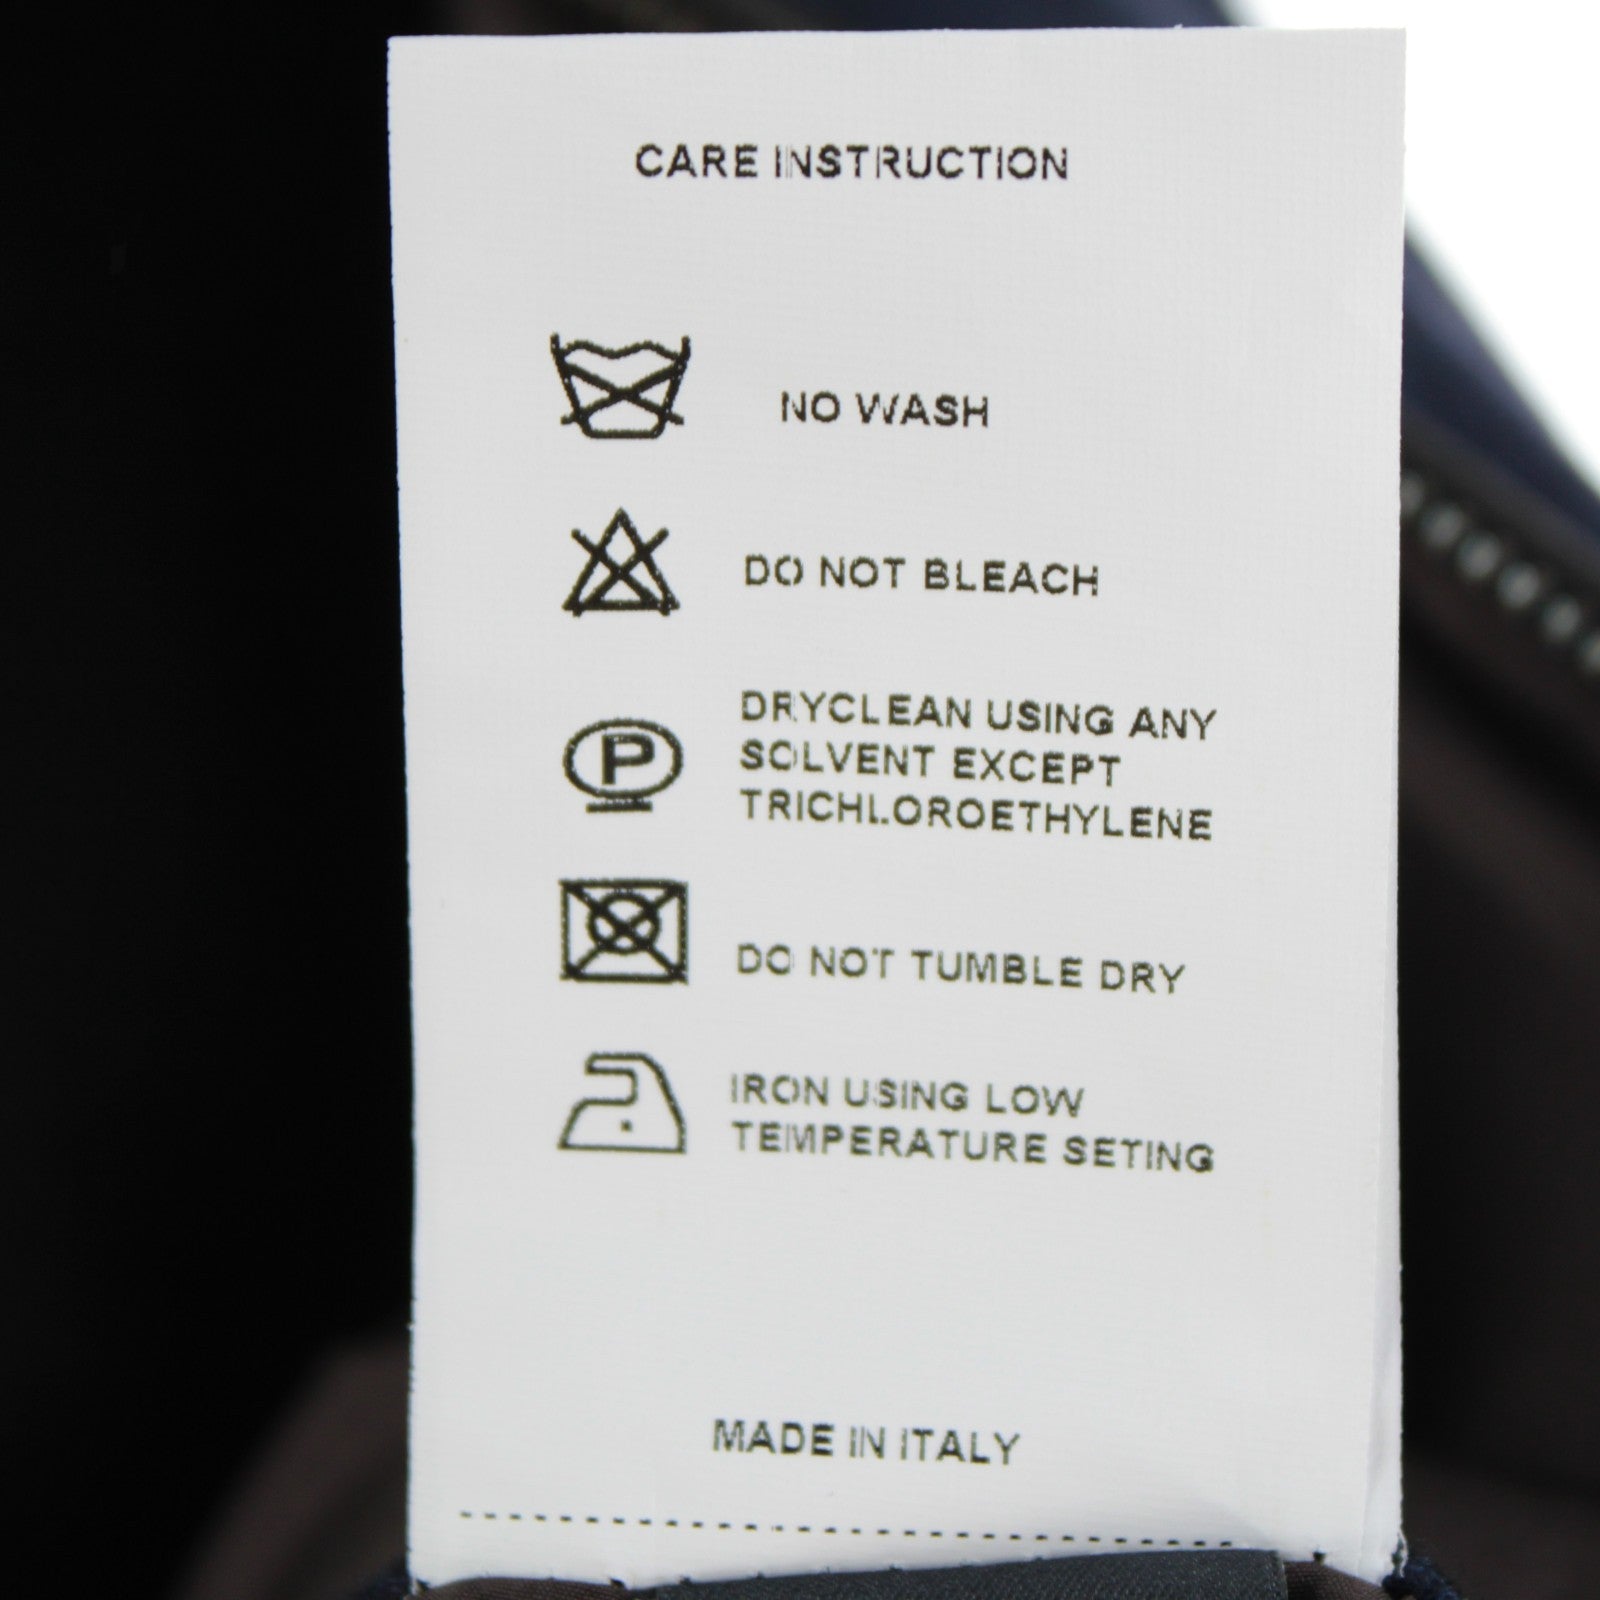 CARE INSTRUCTION
NO WASH
DO NOT BLEACH
P
DRYCLEAN USING ANY
SOLVENT EXCEPT
TRICHLOROETHYLENE
DO NOT TUMBLE DRY
IRON USING LOW
TEMPERATURE SETING
MADE IN ITALY